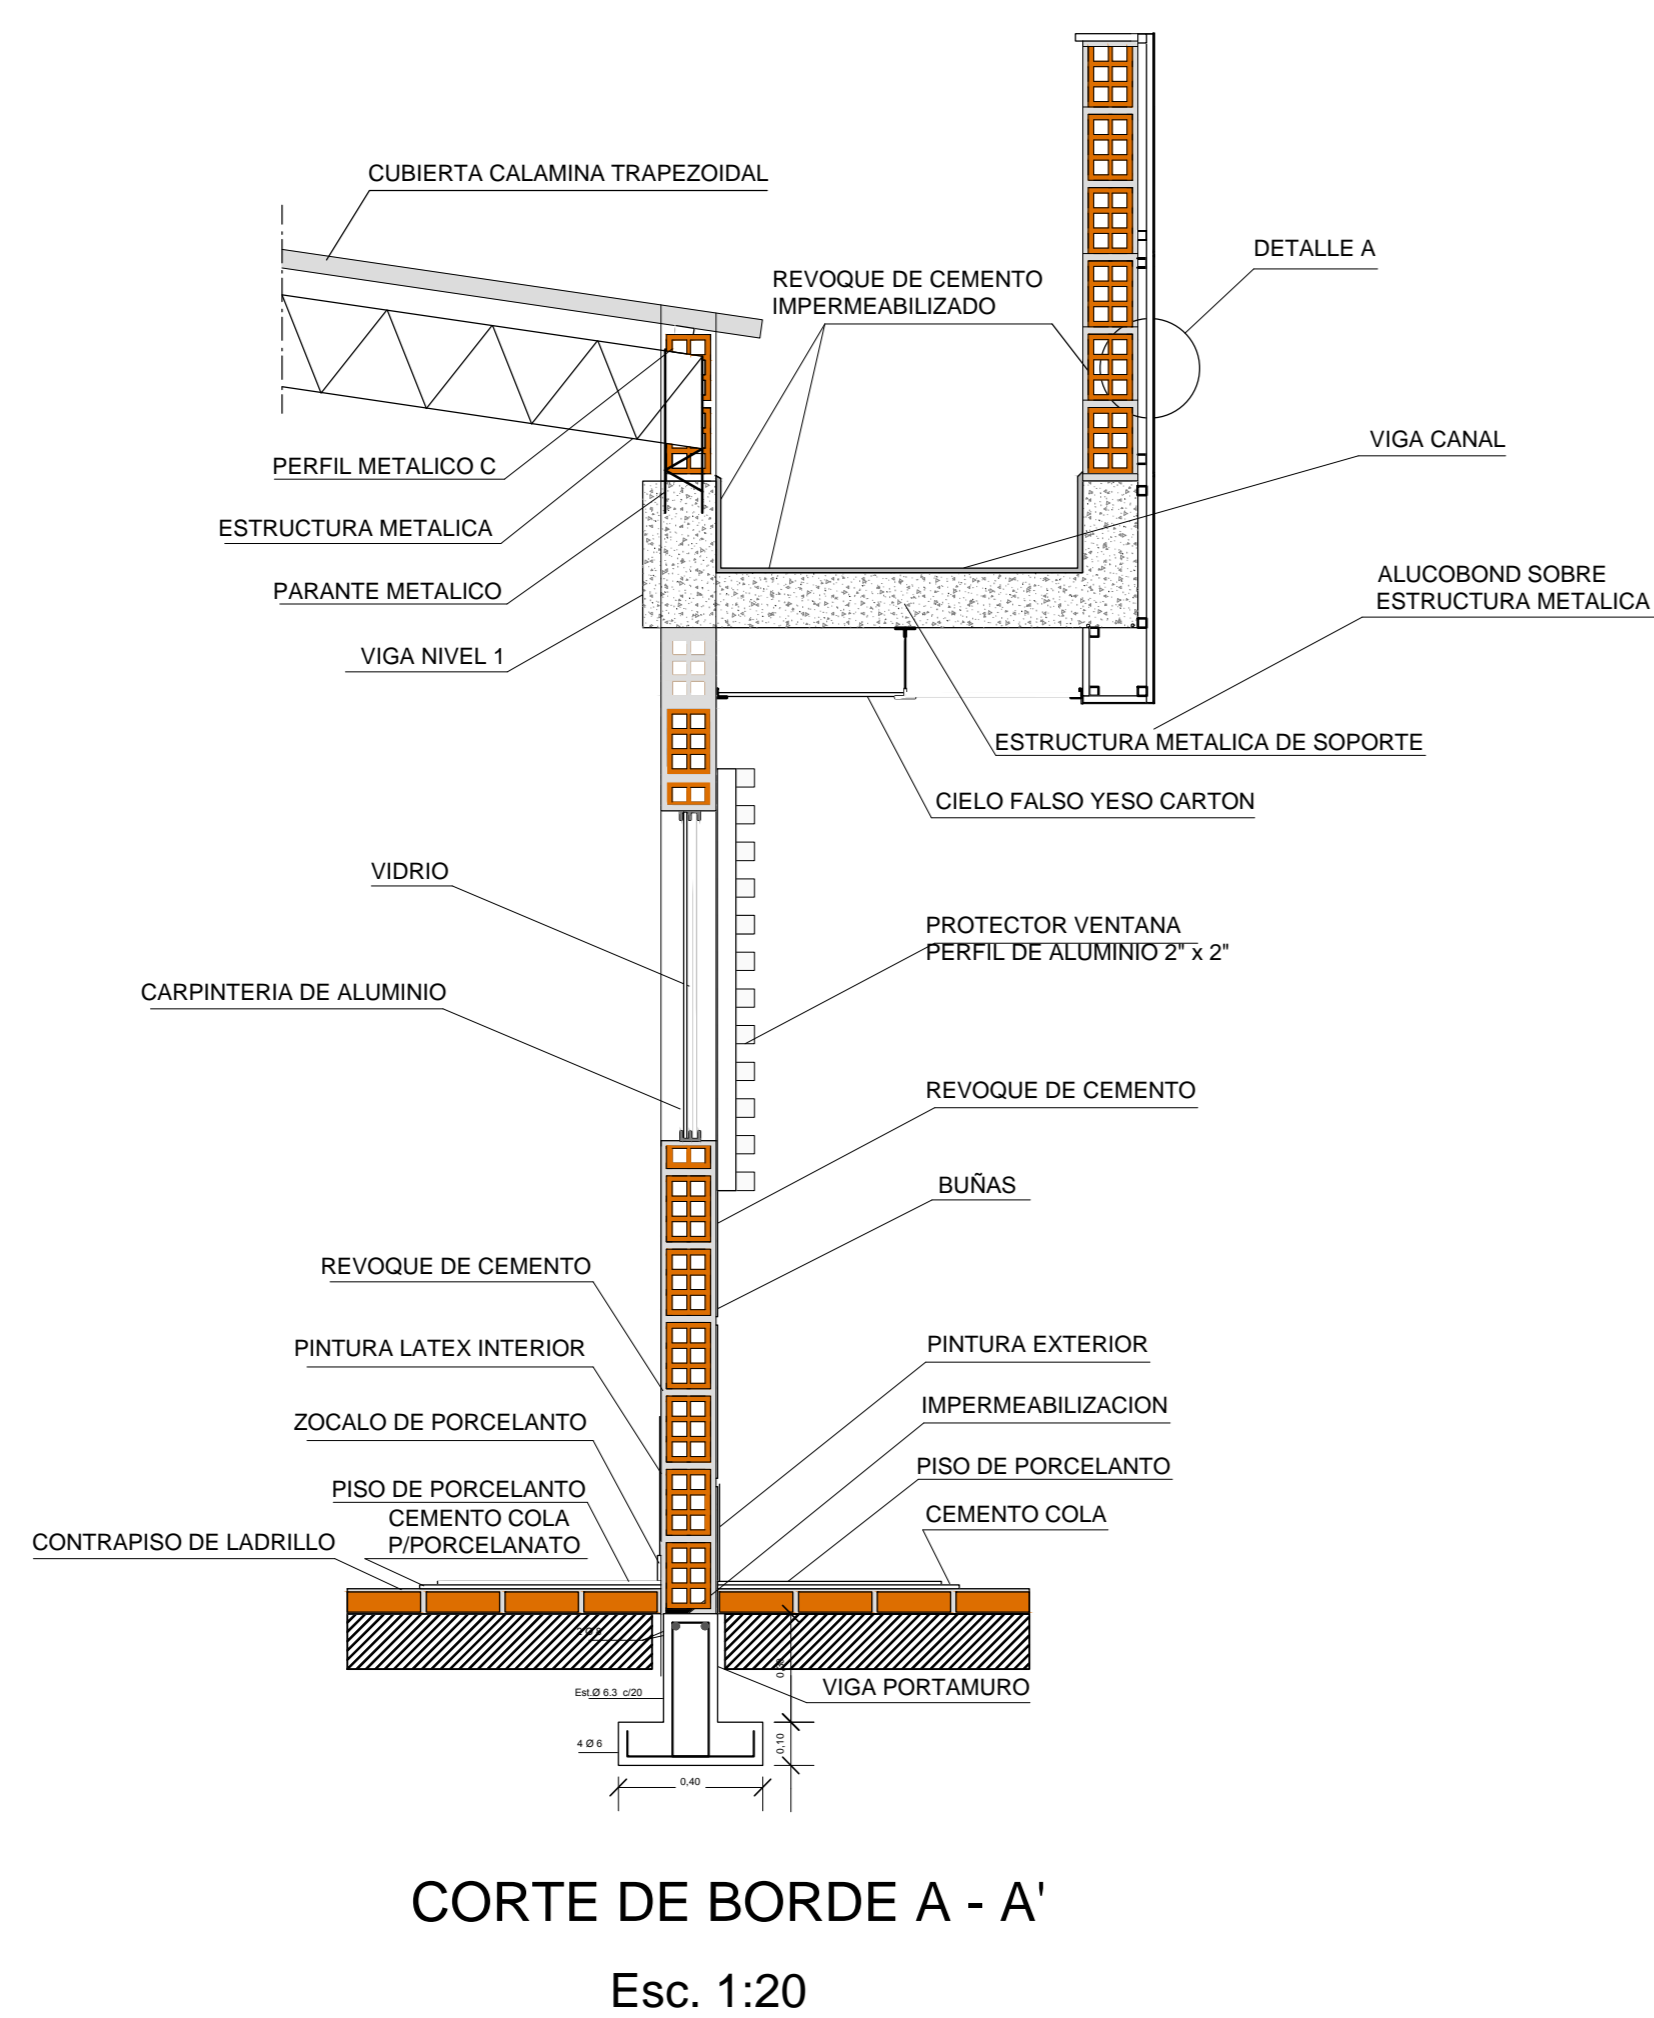 CUBIERTA CALAMINA TRAPEZOIDAL
DETALLE A
REVOQUE DE CEMENTO
IMPERMEABILIZADO
VIGA CANAL
PERFIL METALICO C
ESTRUCTURA METALICA
PARANTE METALICO
ALUCOBOND SOBRE
ESTRUCTURA METALICA
VIGA NIVEL 1
ESTRUCTURA METALICA DE SOPORTE
CIELO FALSO YESO CARTON
VIDRIO
PROTECTOR VENTANA
PERFIL DE ALUMINIO 2" x 2"
CARPINTERIA DE ALUMINIO
REVOQUE DE CEMENTO
BUÑAS
REVOQUE DE CEMENTO
PINTURA LATEX INTERIOR
PINTURA EXTERIOR
ZOCALO DE PORCELANTO
IMPERMEABILIZACION
PISO DE PORCELANTO
PISO DE PORCELANTO
CEMENTO COLA
P/PORCELANATO
CEMENTO COLA
CONTRAPISO DE LADRILLO
VIGA PORTAMURO
Est.Ø 6.3 c/20
4 Ø 6
0,10
0,40
CORTE DE BORDE A - A'
Esc. 1:20